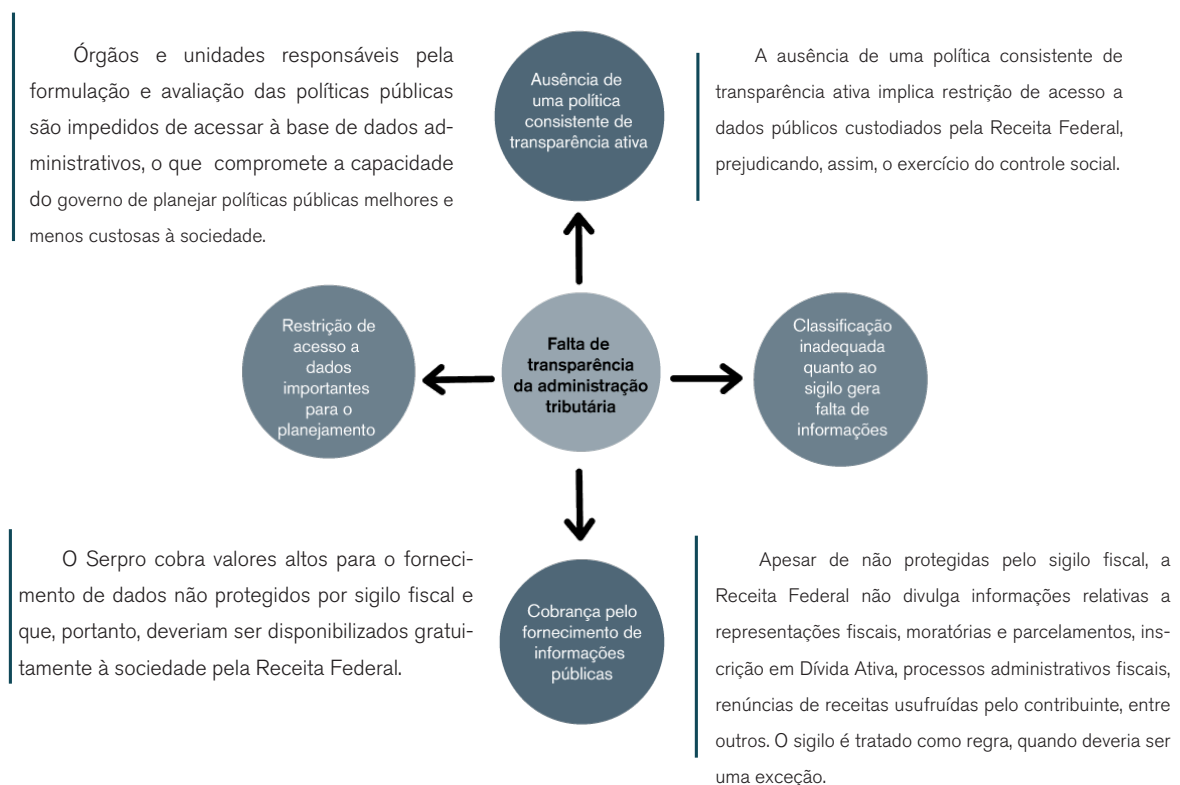 Órgãos e unidades responsáveis pela
formulação e avaliação das políticas públicas
são impedidos de acessar à base de dados ad-
ministrativos, o que compromete a capacidade
do governo de planejar políticas públicas melhores e
menos custosas à sociedade.
Ausência de
uma política
consistente de
transparência ativa
A ausência de uma política consistente de
transparência ativa implica restrição de acesso a
dados públicos custodiados pela Receita Federal,
prejudicando, assim, o exercício do controle social.
Restrição de
acesso a
dados
importantes
para o
planejamento
Falta de
transparência
da administração
tributária
Classificação
inadequada
quanto ao
sigilo gera
falta de
informações
O Serpro cobra valores altos para o forneci-
mento de dados não protegidos por sigilo fiscal e
que, portanto, deveriam ser disponibilizados gratui-
tamente à sociedade pela Receita Federal.
Cobrança pelo
fornecimento de
informações
públicas
Apesar de não protegidas pelo sigilo fiscal, a
Receita Federal não divulga informações relativas a
representações fiscais, moratórias e parcelamentos, ins-
crição em Dívida Ativa, processos administrativos fiscais,
renúncias de receitas usufruídas pelo contribuinte, entre
outros. O sigilo é tratado como regra, quando deveria ser
uma exceção.